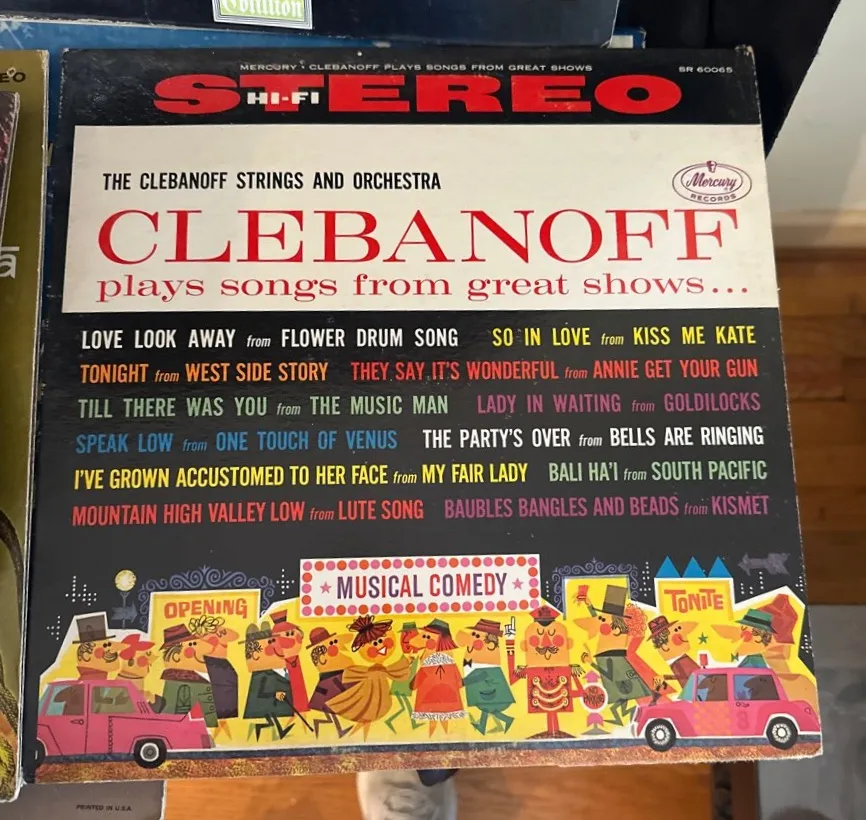 Cotillion
MERCURY • CLEBANOFF PLAYS SONGS FROM GREAT SHOWS SR 60065
STEREO
HI-FI
THE CLEBANOFF STRINGS AND ORCHESTRA
Mercury
RECORDS
CLEBANOFF
plays songs from great shows...
LOVE LOOK AWAY from FLOWER DRUM SONG SO IN LOVE from KISS ME KATE
TONIGHT from WEST SIDE STORY THEY SAY IT'S WONDERFUL from ANNIE GET YOUR GUN
TILL THERE WAS YOU from THE MUSIC MAN LADY IN WAITING from GOLDILOCKS
SPEAK LOW from ONE TOUCH OF VENUS THE PARTY'S OVER from BELLS ARE RINGING
I'VE GROWN ACCUSTOMED TO HER FACE from MY FAIR LADY BALI HA'I from SOUTH PACIFIC
MOUNTAIN HIGH VALLEY LOW from LUTE SONG BAUBLES BANGLES AND BEADS from KISMET
MUSICAL COMEDY
OPENING
TONITE
PRINTED IN U.S.A.